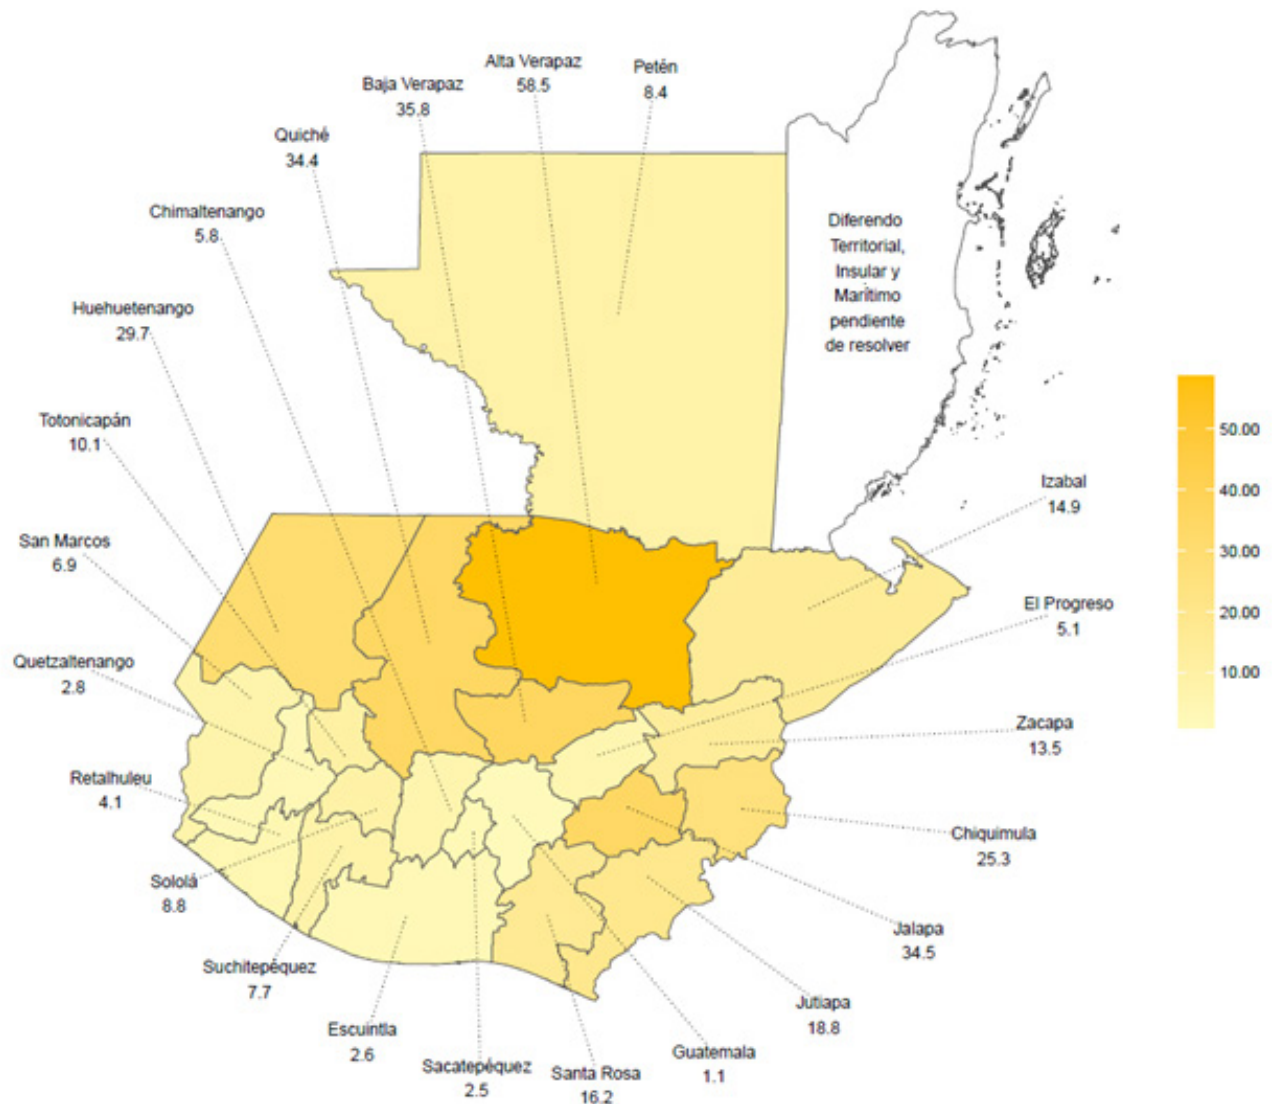 Alta Verapaz
58.5
Petén
8.4
Baja Verapaz
35.8
Quiché
34.4
Chimaltenango
5.8
Diferendo
Territorial,
Insular y
Marítimo
pendiente
de resolver
Huehuetenango
29.7
Totonicapán
10.1
50.00
40.00
30.00
20.00
10.00
Izabal
14.9
San Marcos
6.9
El Progreso
5.1
Quetzaltenango
2.8
Zacapa
13.5
Retalhuleu
4.1
Chiquimula
25.3
Sololá
8.8
Jalapa
34.5
Suchitepéquez
7.7
Jutiapa
18.8
Escuintla
2.6
Guatemala
1.1
Sacatepéquez
2.5
Santa Rosa
16.2